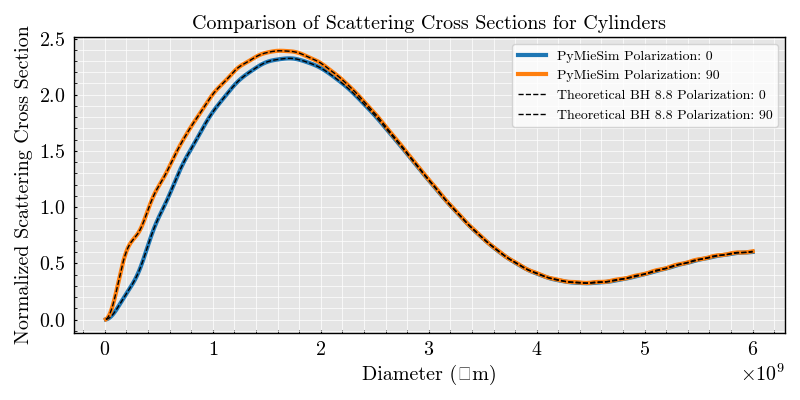 Comparison of Scattering Cross Sections for Cylinders
Normalized Scattering Cross Section
2.5
2.0
1.5
1.0
0.5
0.0
PyMieSim Polarization: 0
PyMieSim Polarization: 90
Theoretical BH 8.8 Polarization: 0
Theoretical BH 8.8 Polarization: 90
0 1 2 3 4 5 6
Diameter (□m)
×10⁹